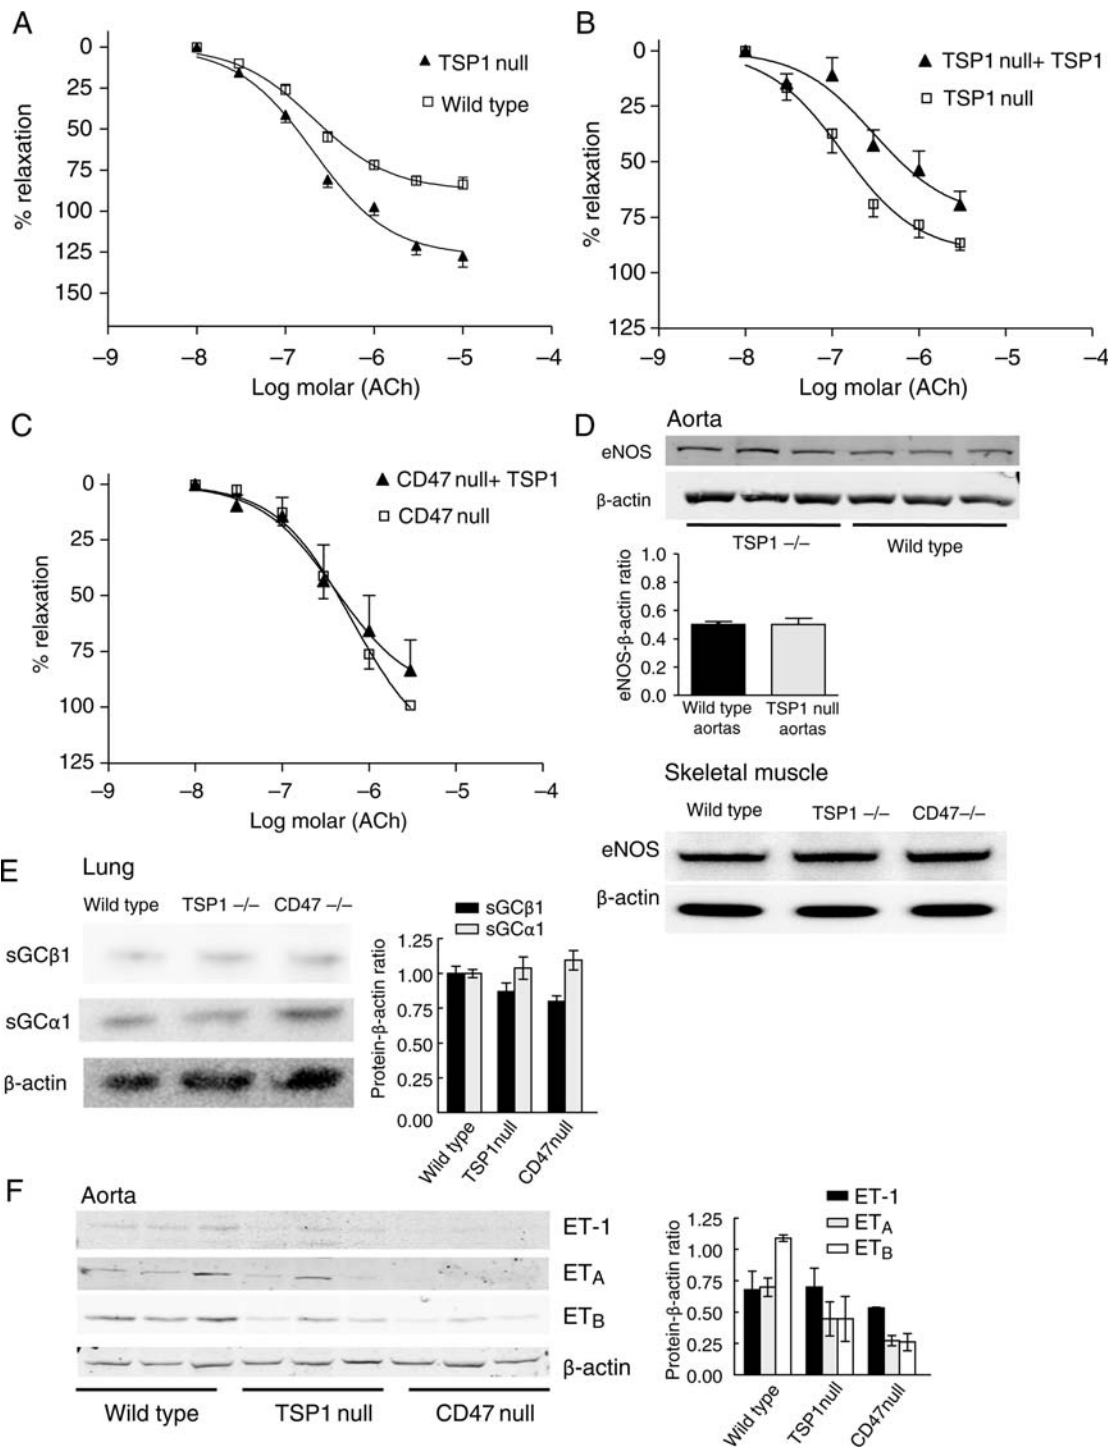 A
0
25
50
75
100
125
150
% relaxation
TSP1 null
Wild type
–9
–8
–7
–6
–5
–4
Log molar (ACh)
B
0
25
50
75
100
125
% relaxation
TSP1 null+ TSP1
TSP1 null
–9
–8
–7
–6
–5
–4
Log molar (ACh)
C
0
25
50
75
100
125
% relaxation
CD47 null+ TSP1
CD47 null
–9
–8
–7
–6
–5
–4
Log molar (ACh)
D
Aorta
eNOS
β-actin
TSP1 –/–
Wild type
eNOS-β-actin ratio
1.0
0.8
0.6
0.4
0.2
0.0
Wild type
aortas
TSP1 null
aortas
Skeletal muscle
Wild type
TSP1 –/–
CD47–/–
eNOS
β-actin
E
Lung
Wild type
TSP1 –/–
CD47 –/–
sGCβ1
sGCα1
β-actin
sGCβ1
sGCα1
Protein-β-actin ratio
1.25
1.00
0.75
0.50
0.25
0.00
Wild type
TSP1null
CD47null
F
Aorta
ET-1
ETA
ETB
β-actin
Wild type
TSP1 null
CD47 null
ET-1
ETA
ETB
Protein-β-actin ratio
1.25
1.00
0.75
0.50
0.25
0.00
Wild type
TSP1null
CD47null